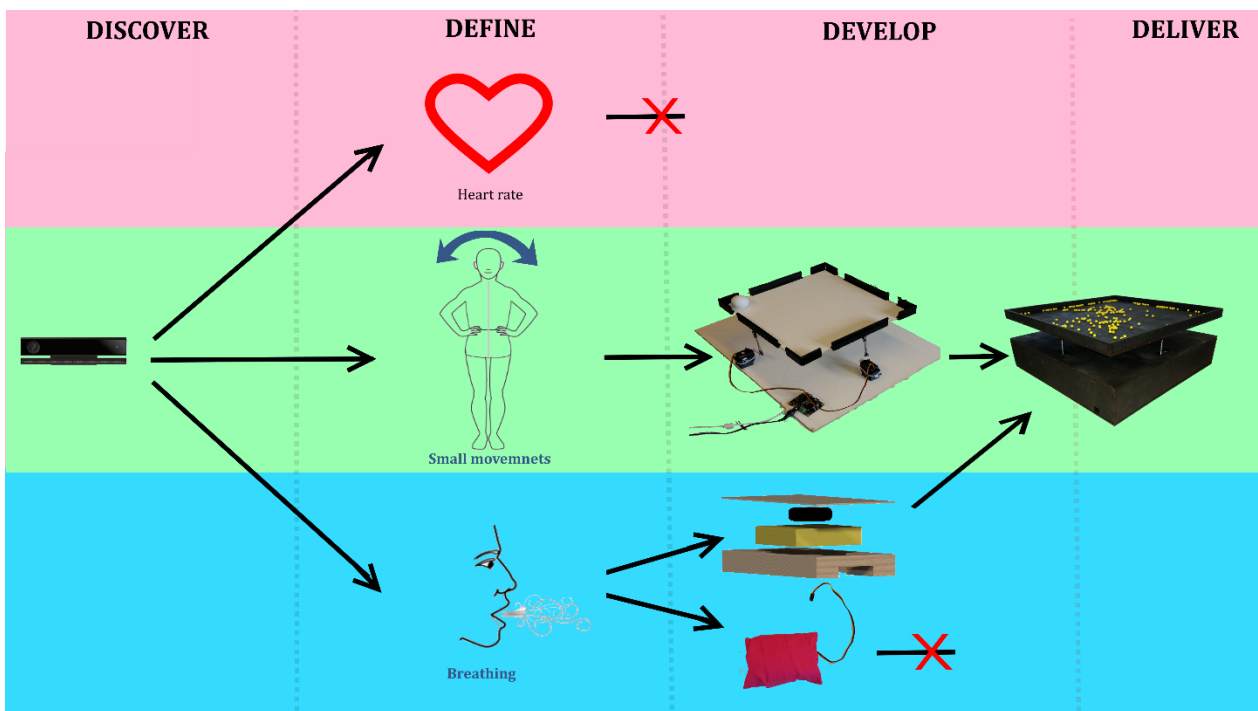 DISCOVER
DEFINE
DEVELOP
DELIVER
Heart rate
Small movemnets
Breathing